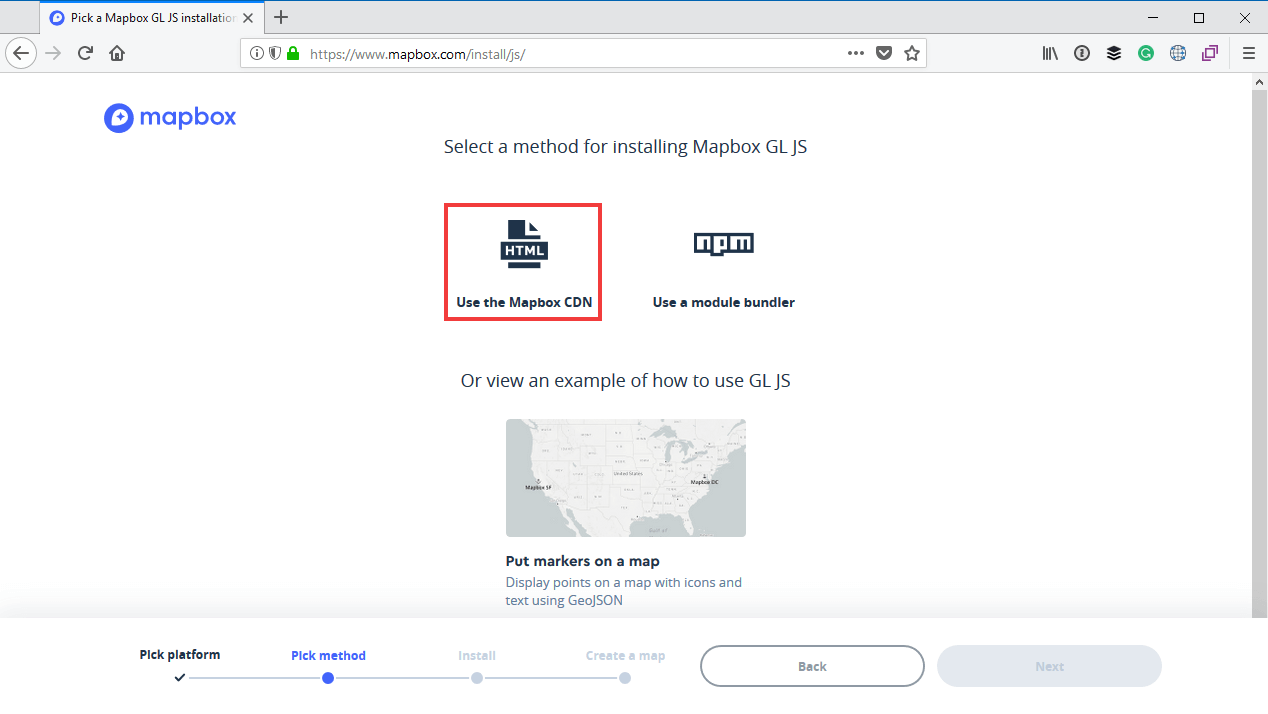 Pick a Mapbox GL JS installation
https://www.mapbox.com/install/js/
mapbox
Select a method for installing Mapbox GL JS
HTML
npm
Use the Mapbox CDN
Use a module bundler
Or view an example of how to use GL JS
United States
Mapbox SF
Mapbox DC
Put markers on a map
Display points on a map with icons and
text using GeoJSON
Pick platform
Pick method
Install
Create a map
Back
Next